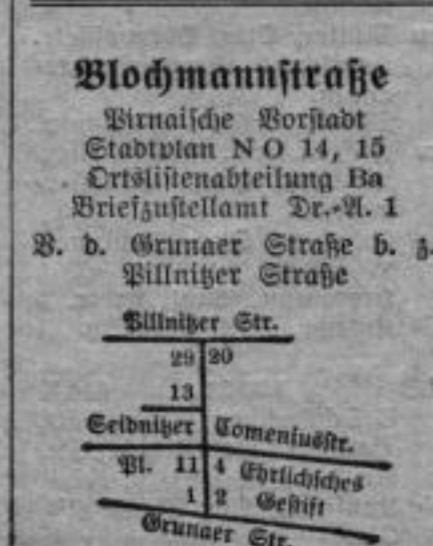 Blochmannstraße
Pirnaische Vorstadt
Stadtplan N O 14, 15
Ortslistenabteilung Ba
Briefzustellamt Dr.-A. 1
V. d. Grunaer Straße b. z.
Pillnitzer Straße
Pillnitzer Str.
29 20
13
Seidnitzer Comeniusstr.
Pl. 11 4 Ehrlichsches
1 2 Gestift
Grunaer Str.